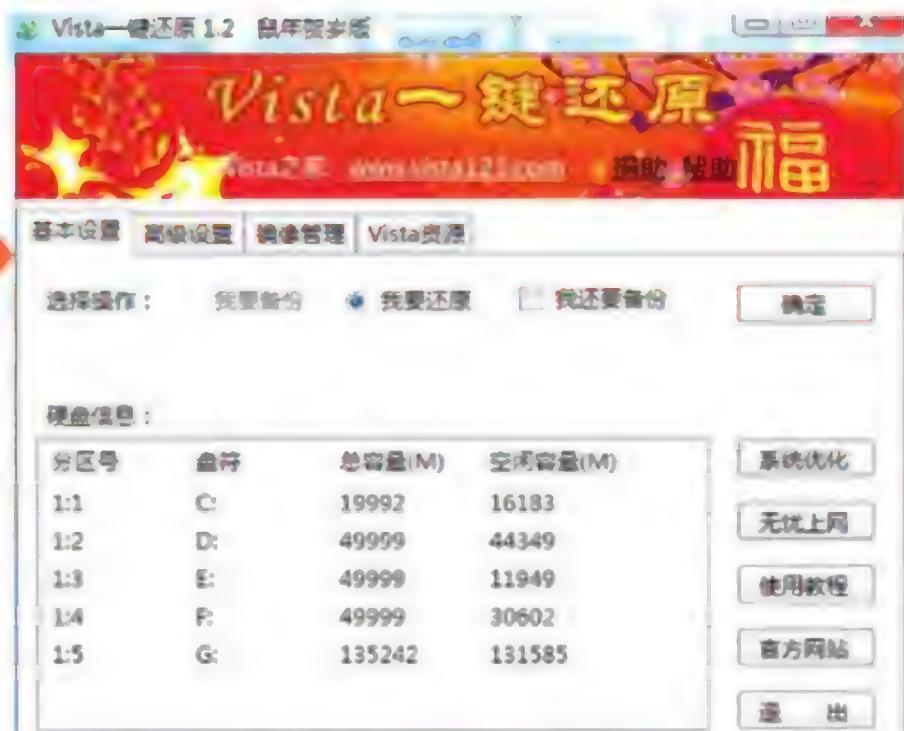 Vista一键还原 1.2 鼠年贺岁版
Vista一键还原
Vista之家 www.vista123.com 捐助 帮助
福
基本设置 高级设置 镜像管理 Vista资源
选择操作： 我要备份 我要还原 我还要备份 确定
硬盘信息：
分区号 盘符 总容量(M) 空闲容量(M)
1:1 C: 19992 16183
1:2 D: 49999 44349
1:3 E: 49999 11949
1:4 F: 49999 30602
1:5 G: 135242 131585
系统优化
无忧上网
使用教程
官方网站
退 出